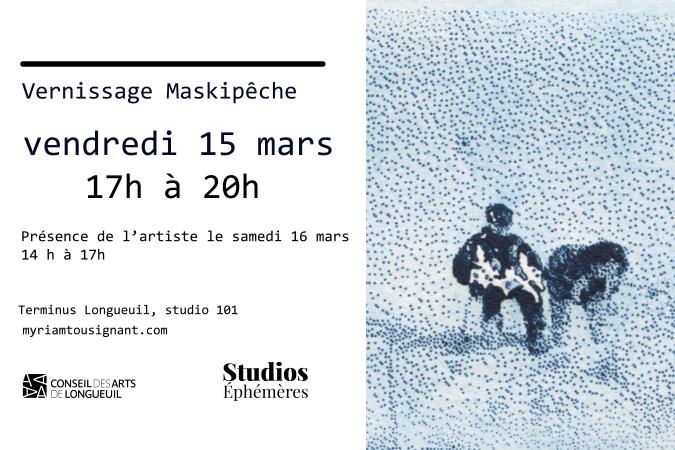 Vernissage Maskipêche
vendredi 15 mars
17h à 20h
Présence de l’artiste le samedi 16 mars
14 h à 17h
Terminus Longueuil, studio 101
myriamtousignant.com
CONSEIL DES ARTS
DE LONGUEUIL
Studios
Éphémères